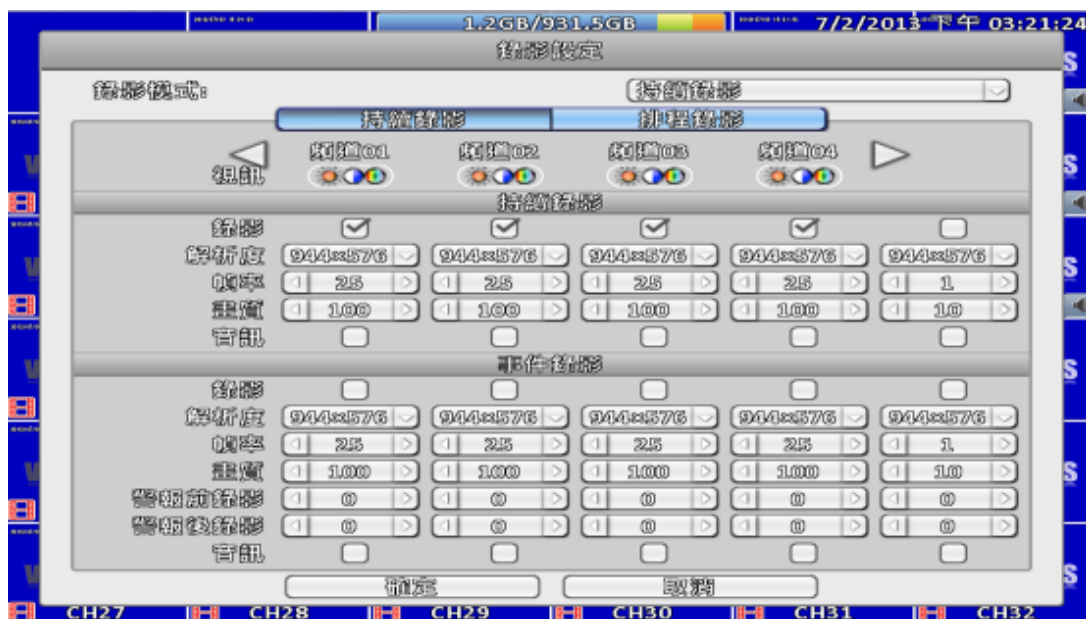 1.2GB/931.5GB 7/2/2013 下午 03:21:24
錄影設定
錄影模式: 持續錄影
持續錄影 排程錄影
頻道01 頻道02 頻道03 頻道04
視訊
持續錄影
錄影
解析度 944x576 944x576 944x576 944x576 944x576
幀率 25 25 25 25 1
畫質 100 100 100 100 10
音訊
事件錄影
錄影
解析度 944x576 944x576 944x576 944x576 944x576
幀率 25 25 25 25 1
畫質 100 100 100 100 10
警報前錄影 0 0 0 0 0
警報後錄影 0 0 0 0 0
音訊
確定 取消
CH27 CH28 CH29 CH30 CH31 CH32